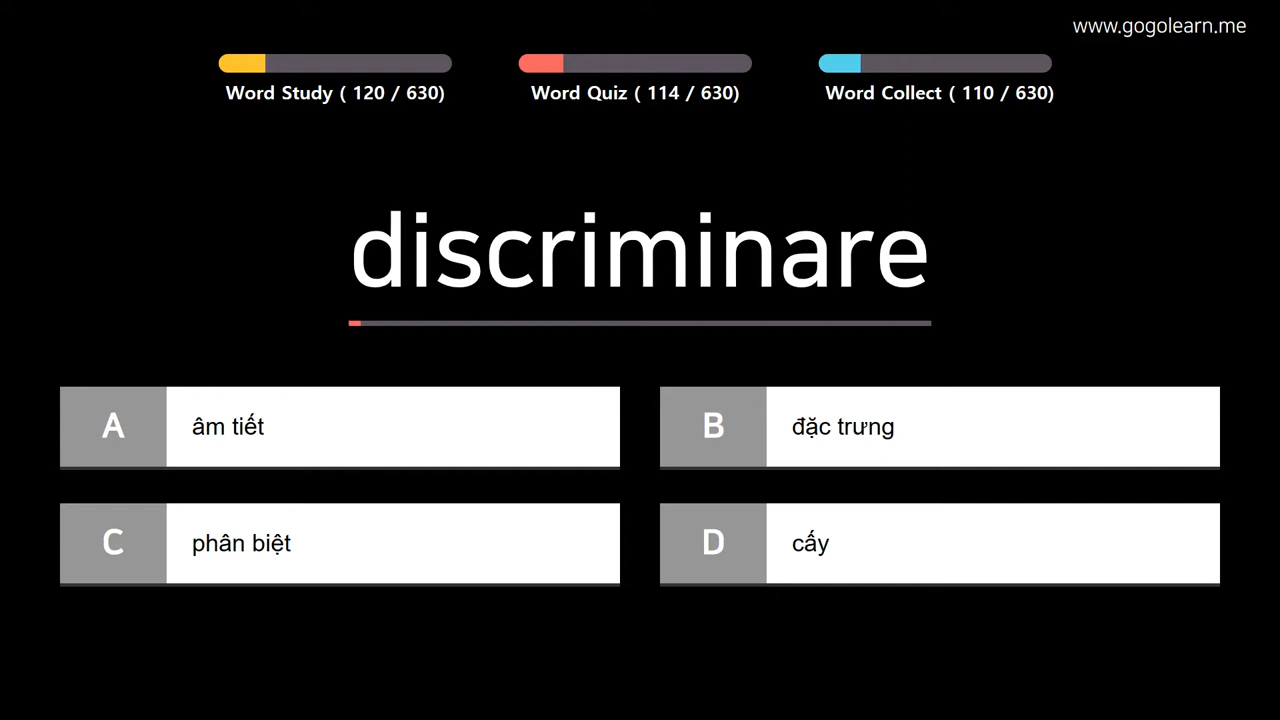 www.gogolearn.me
Word Study ( 120 / 630)
Word Quiz ( 114 / 630)
Word Collect ( 110 / 630)
discriminare
A
âm tiết
B
đặc trưng
C
phân biệt
D
cấy